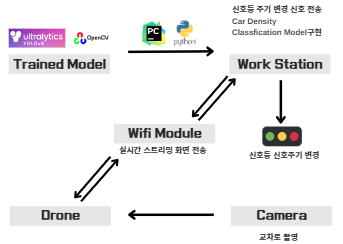 신호등 주기 변경 신호 전송
Car Density
Classfication Model구현
ultralytics
YOLOv8
OpenCV
PC
python
Trained Model
Work Station
Wifi Module
실시간 스트리밍 화면 전송
신호등 신호주기 변경
Drone
Camera
교차로 촬영